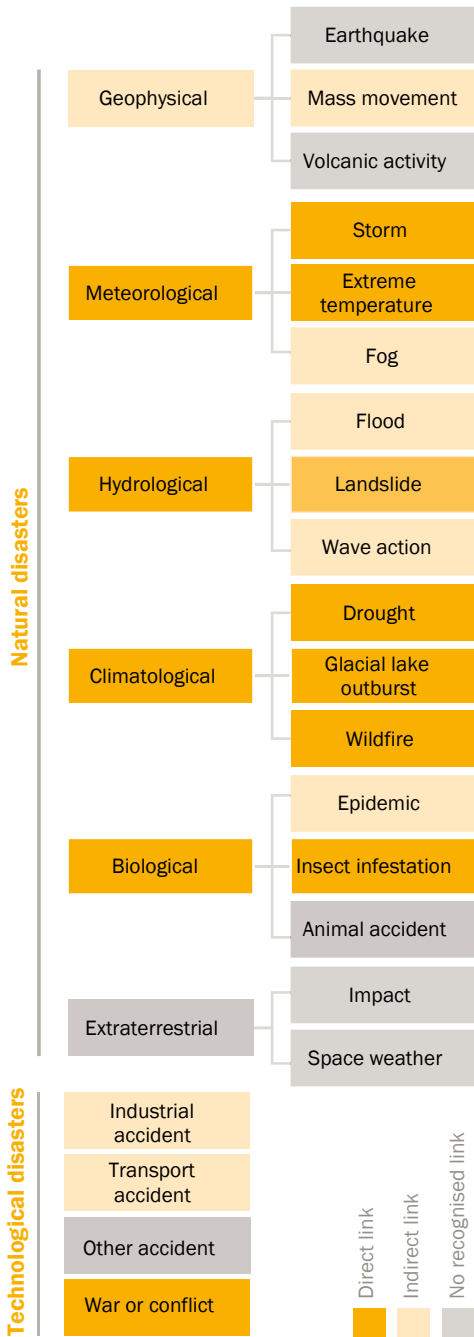 Natural disasters
Geophysical
Earthquake
Mass movement
Volcanic activity
Meteorological
Storm
Extreme
temperature
Fog
Hydrological
Flood
Landslide
Wave action
Climatological
Drought
Glacial lake
outburst
Wildfire
Biological
Epidemic
Insect infestation
Animal accident
Extraterrestrial
Impact
Space weather
Technological disasters
Industrial
accident
Transport
accident
Other accident
War or conflict
Direct link
Indirect link
No recognised link